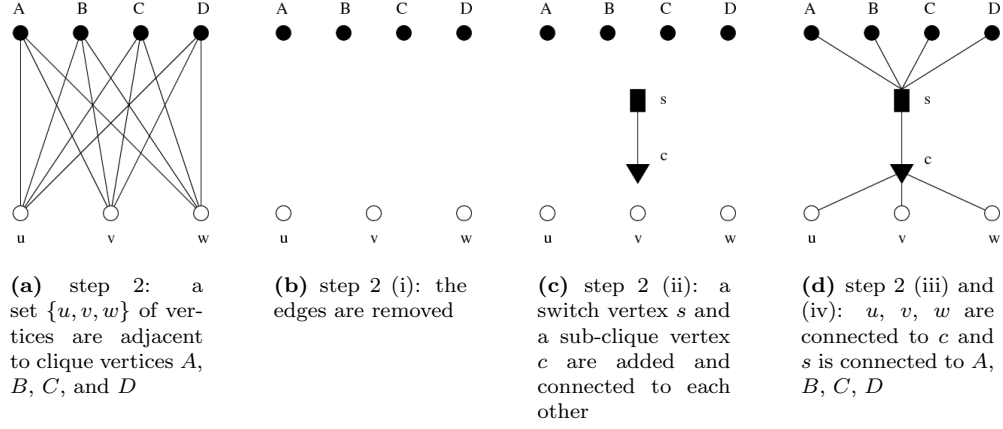 A B C D
u v w
(a) step 2: a
set {u, v, w} of ver-
tices are adjacent
to clique vertices A,
B, C, and D
A B C D
u v w
(b) step 2 (i): the
edges are removed
A B C D
s
c
u v w
(c) step 2 (ii): a
switch vertex s and
a sub-clique vertex
c are added and
connected to each
other
A B C D
s
c
u v w
(d) step 2 (iii) and
(iv): u, v, w are
connected to c and
s is connected to A,
B, C, D